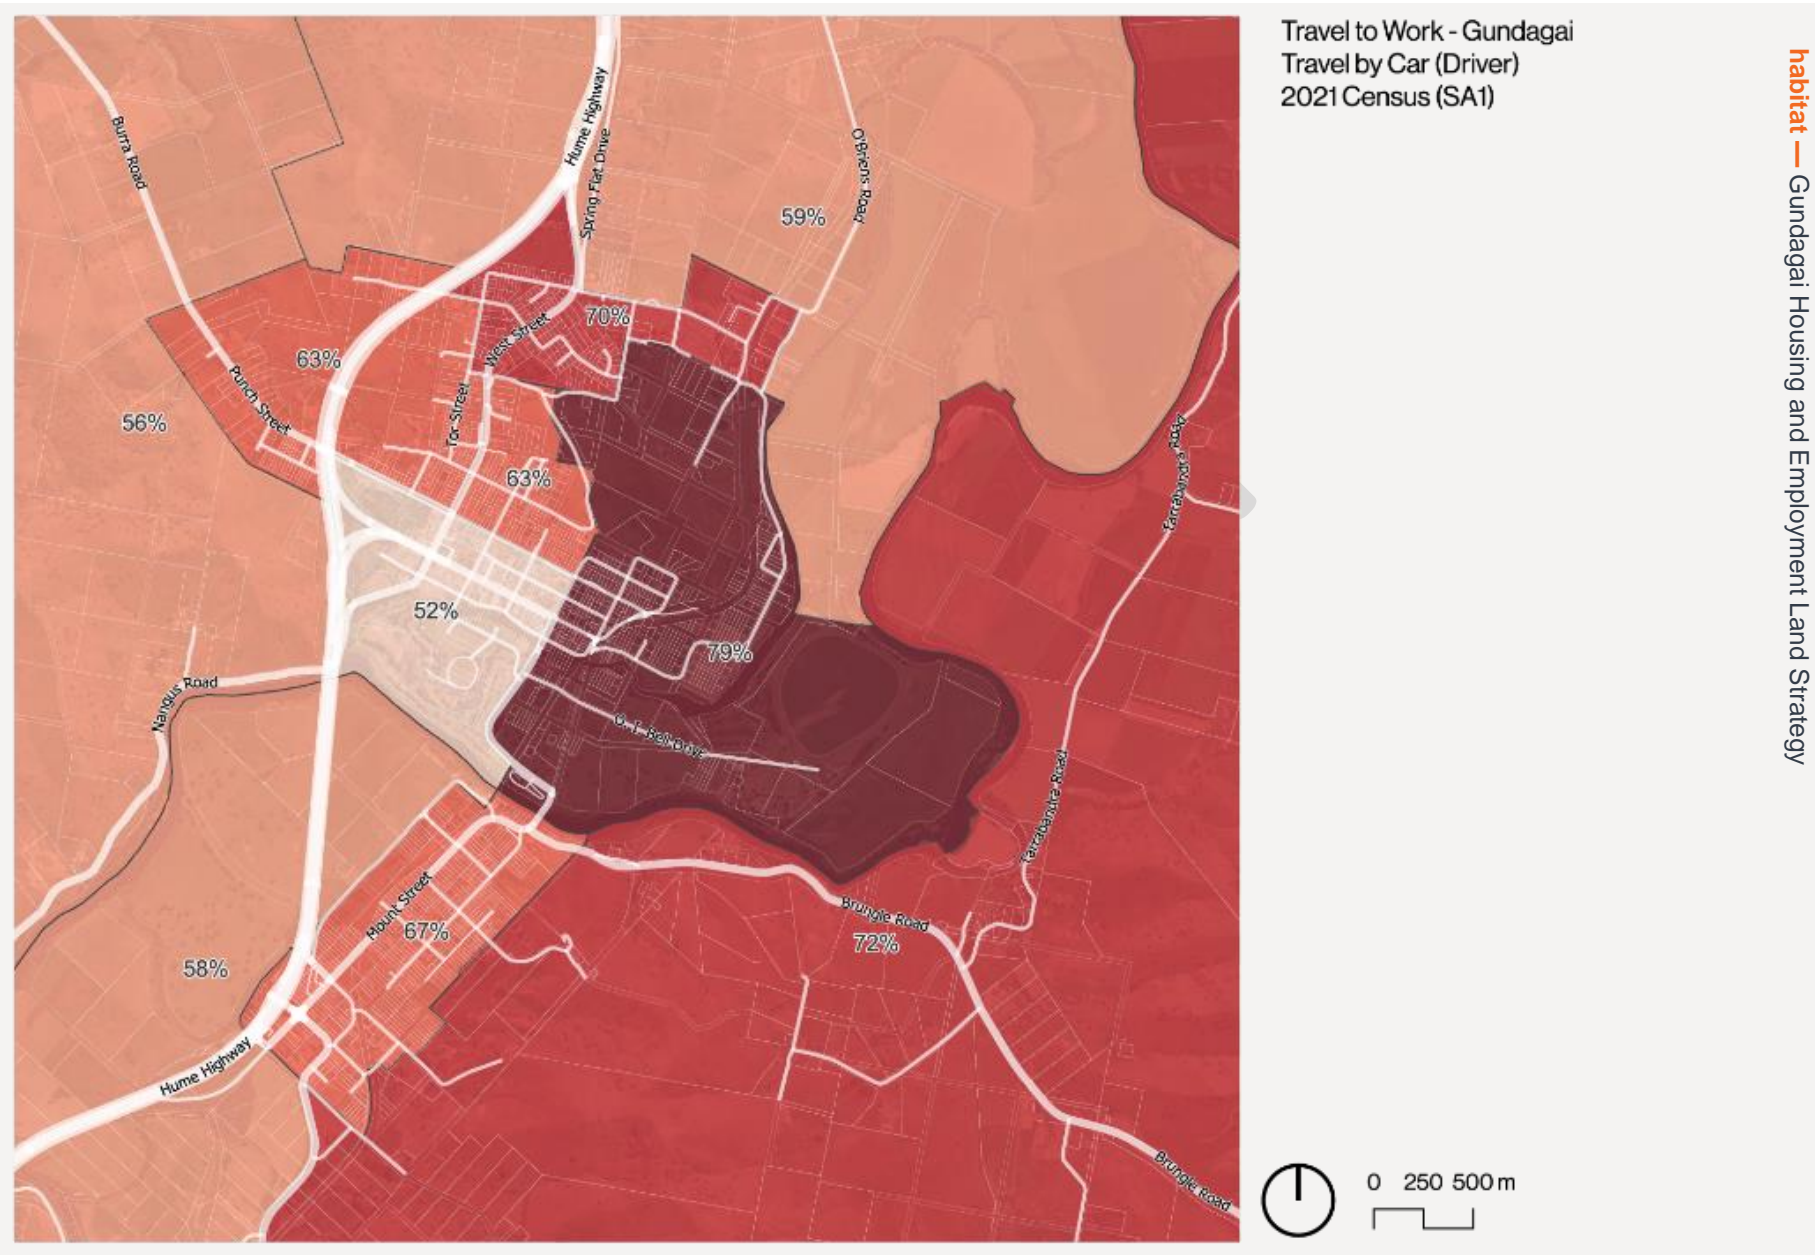 Travel to Work - Gundagai
Travel by Car (Driver)
2021 Census (SA1)
habitat — Gundagai Housing and Employment Land Strategy
Hume Highway
Spring Flat Drive
Burra Road
O'Briens Road
59%
70%
West Street
63%
Punch Street
Tor Street
56%
63%
Tarrabandra Road
52%
79%
Nangus Road
O. I. Bell Drive
Tarrabandra Road
Mount Street
67%
Brungle Road
72%
58%
Hume Highway
Brungle Road
0 250 500 m